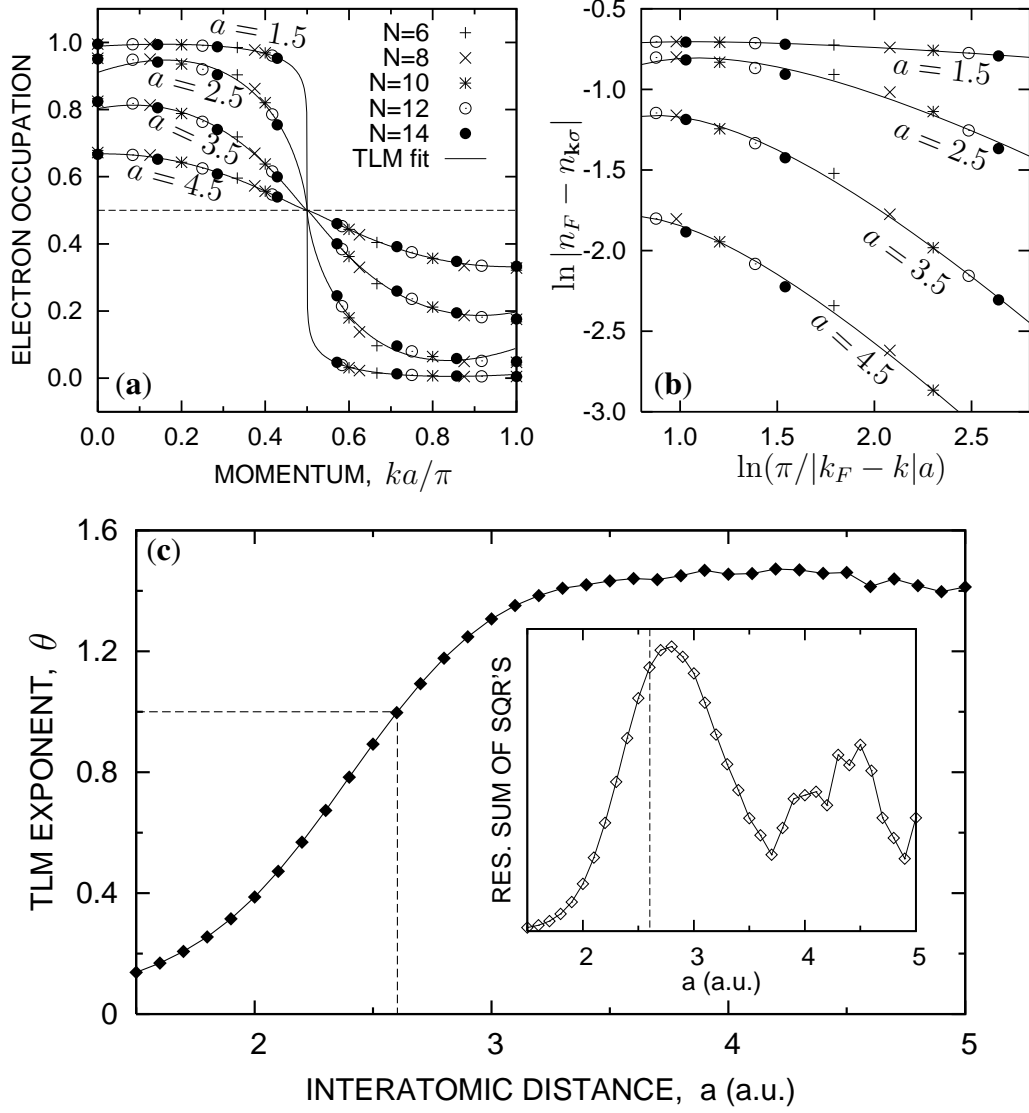 1.0
0.8
0.6
0.4
0.2
0.0
ELECTRON OCCUPATION
a = 1.5
a = 2.5
a = 3.5
a = 4.5
N=6
N=8
N=10
N=12
N=14
TLM fit
(a)
0.0 0.2 0.4 0.6 0.8 1.0
MOMENTUM, ka/π
-0.5
-1.0
-1.5
-2.0
-2.5
-3.0
ln |n_F − n_kσ|
a = 1.5
a = 2.5
a = 3.5
a = 4.5
(b)
1.0 1.5 2.0 2.5
ln(π/|k_F − k|a)
(c)
1.6
1.2
0.8
0.4
0
TLM EXPONENT, θ
RES. SUM OF SQR'S
2 3 4 5
a (a.u.)
2 3 4 5
INTERATOMIC DISTANCE, a (a.u.)